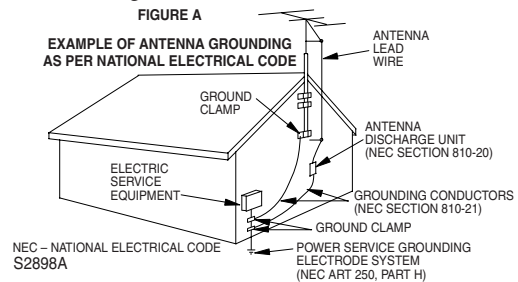 FIGURE A
EXAMPLE OF ANTENNA GROUNDING
AS PER NATIONAL ELECTRICAL CODE
ANTENNA
LEAD
WIRE
GROUND
CLAMP
ANTENNA
DISCHARGE UNIT
(NEC SECTION 810-20)
ELECTRIC
SERVICE
EQUIPMENT
GROUNDING CONDUCTORS
(NEC SECTION 810-21)
GROUND CLAMP
POWER SERVICE GROUNDING
ELECTRODE SYSTEM
(NEC ART 250, PART H)
NEC – NATIONAL ELECTRICAL CODE
S2898A